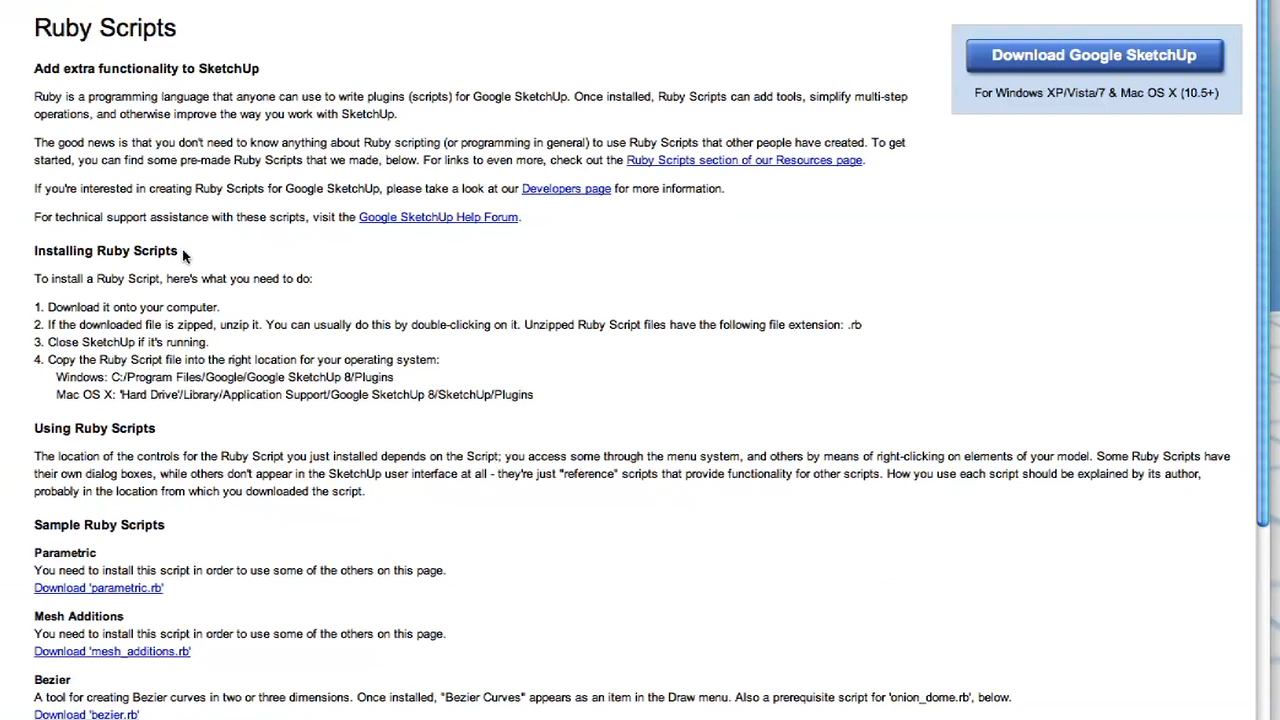 Ruby Scripts
Download Google SketchUp
For Windows XP/Vista/7 & Mac OS X (10.5+)
Add extra functionality to SketchUp
Ruby is a programming language that anyone can use to write plugins (scripts) for Google SketchUp. Once installed, Ruby Scripts can add tools, simplify multi-step
operations, and otherwise improve the way you work with SketchUp.
The good news is that you don't need to know anything about Ruby scripting (or programming in general) to use Ruby Scripts that other people have created. To get
started, you can find some pre-made Ruby Scripts that we made, below. For links to even more, check out the Ruby Scripts section of our Resources page.
If you're interested in creating Ruby Scripts for Google SketchUp, please take a look at our Developers page for more information.
For technical support assistance with these scripts, visit the Google SketchUp Help Forum.
Installing Ruby Scripts
To install a Ruby Script, here's what you need to do:
1. Download it onto your computer.
2. If the downloaded file is zipped, unzip it. You can usually do this by double-clicking on it. Unzipped Ruby Script files have the following file extension: .rb
3. Close SketchUp if it's running.
4. Copy the Ruby Script file into the right location for your operating system:
Windows: C:/Program Files/Google/Google SketchUp 8/Plugins
Mac OS X: 'Hard Drive'/Library/Application Support/Google SketchUp 8/SketchUp/Plugins
Using Ruby Scripts
The location of the controls for the Ruby Script you just installed depends on the Script; you access some through the menu system, and others by means of right-clicking on elements of your model. Some Ruby Scripts have
their own dialog boxes, while others don't appear in the SketchUp user interface at all - they're just "reference" scripts that provide functionality for other scripts. How you use each script should be explained by its author,
probably in the location from which you downloaded the script.
Sample Ruby Scripts
Parametric
You need to install this script in order to use some of the others on this page.
Download 'parametric.rb'
Mesh Additions
You need to install this script in order to use some of the others on this page.
Download 'mesh_additions.rb'
Bezier
A tool for creating Bezier curves in two or three dimensions. Once installed, "Bezier Curves" appears as an item in the Draw menu. Also a prerequisite script for 'onion_dome.rb', below.
Download 'bezier.rb'